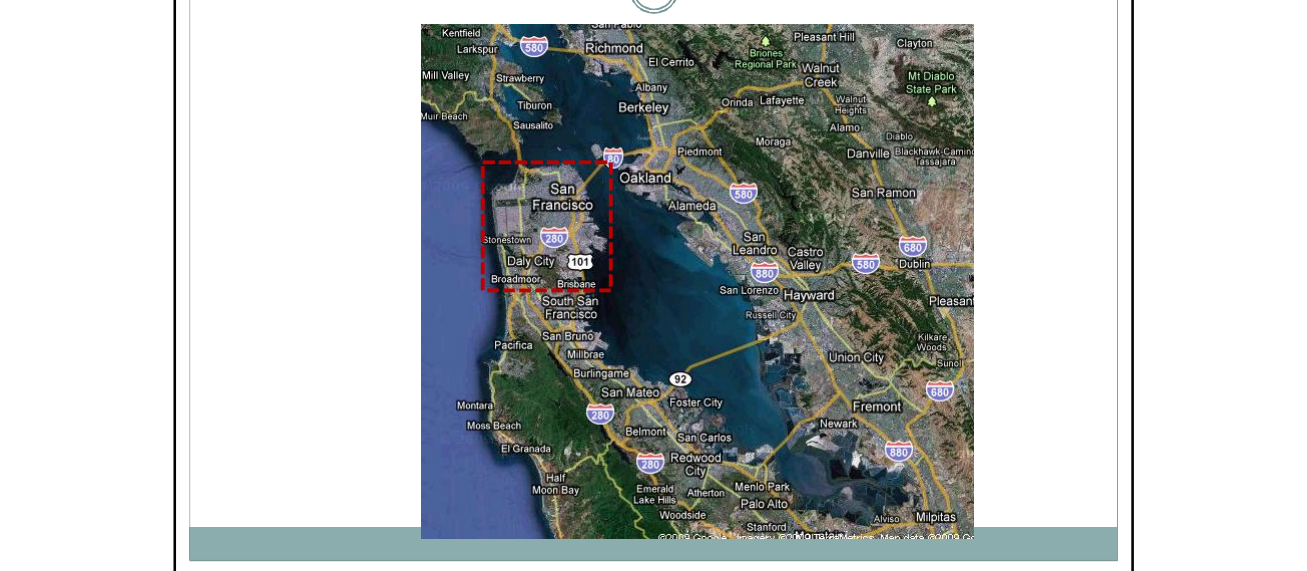 San Pablo
Kentfield
Larkspur
580
Richmond
El Cerrito
Briones
Regional Park
Pleasant Hill
Clayton
Walnut
Creek
Mill Valley
Strawberry
Albany
Mt Diablo
State Park
Tiburon
Berkeley
Orinda
Lafayette
Walnut
Heights
Muir Beach
Sausalito
Alamo
Diablo
Moraga
80
Piedmont
Danville
Blackhawk-Camino
Tassajara
Oakland
San
Francisco
580
San Ramon
Alameda
Stonestown
280
San
Leandro
Castro
Valley
680
Daly City
101
880
580
Dublin
Broadmoor
Brisbane
San Lorenzo
Hayward
Pleasant
South San
Francisco
Russell City
San Bruno
Pacifica
Millbrae
Kilkare
Woods
Union City
Sunol
Burlingame
92
San Mateo
Foster City
680
Montara
280
Fremont
Moss Beach
Newark
Belmont
San Carlos
El Granada
880
280
Redwood
City
Half
Moon Bay
Emerald
Lake Hills
Atherton
Menlo Park
Palo Alto
Woodside
Stanford
Alviso
Milpitas